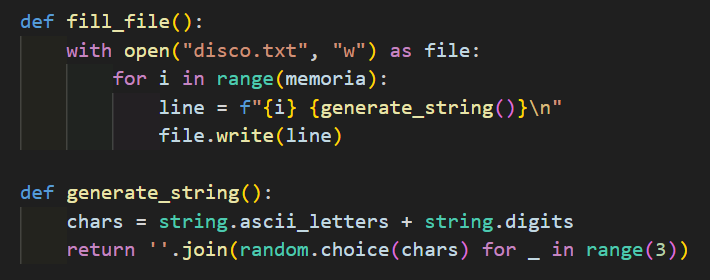 def fill_file():
    with open("disco.txt", "w") as file:
        for i in range(memoria):
            line = f"{i} {generate_string()}\n"
            file.write(line)

def generate_string():
    chars = string.ascii_letters + string.digits
    return ''.join(random.choice(chars) for _ in range(3))